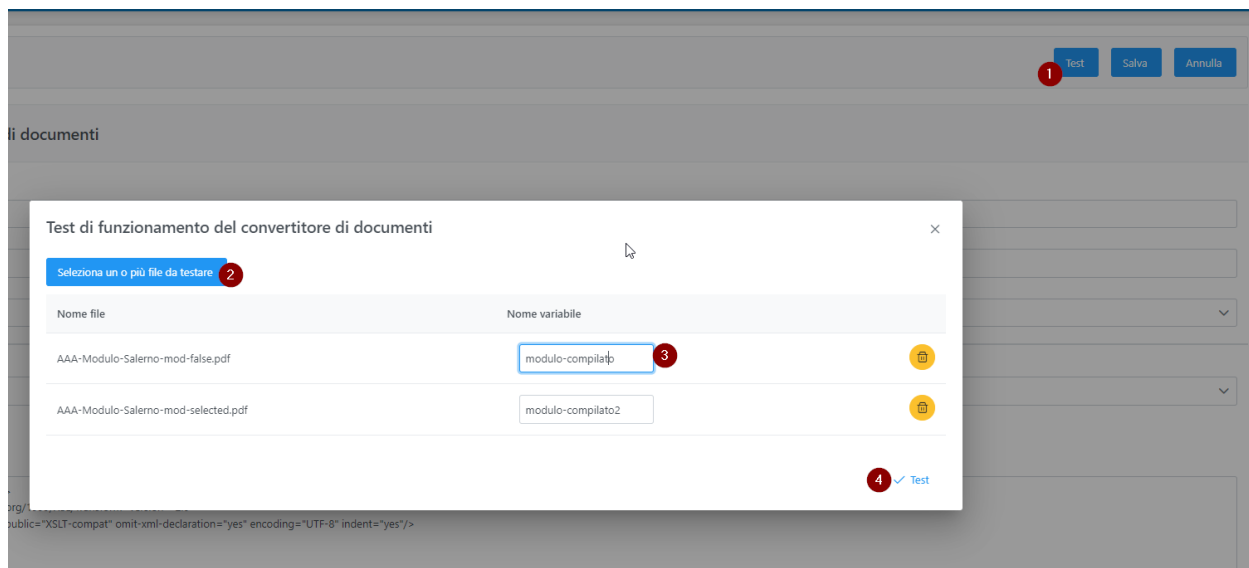 1 Test Salva Annulla
di documenti
Test di funzionamento del convertitore di documenti
Seleziona un o più file da testare 2
Nome file Nome variabile
AAA-Modulo-Salerno-mod-false.pdf modulo-compilato 3
AAA-Modulo-Salerno-mod-selected.pdf modulo-compilato2
4 Test
public="XSLT-compat" omit-xml-declaration="yes" encoding="UTF-8" indent="yes"/>